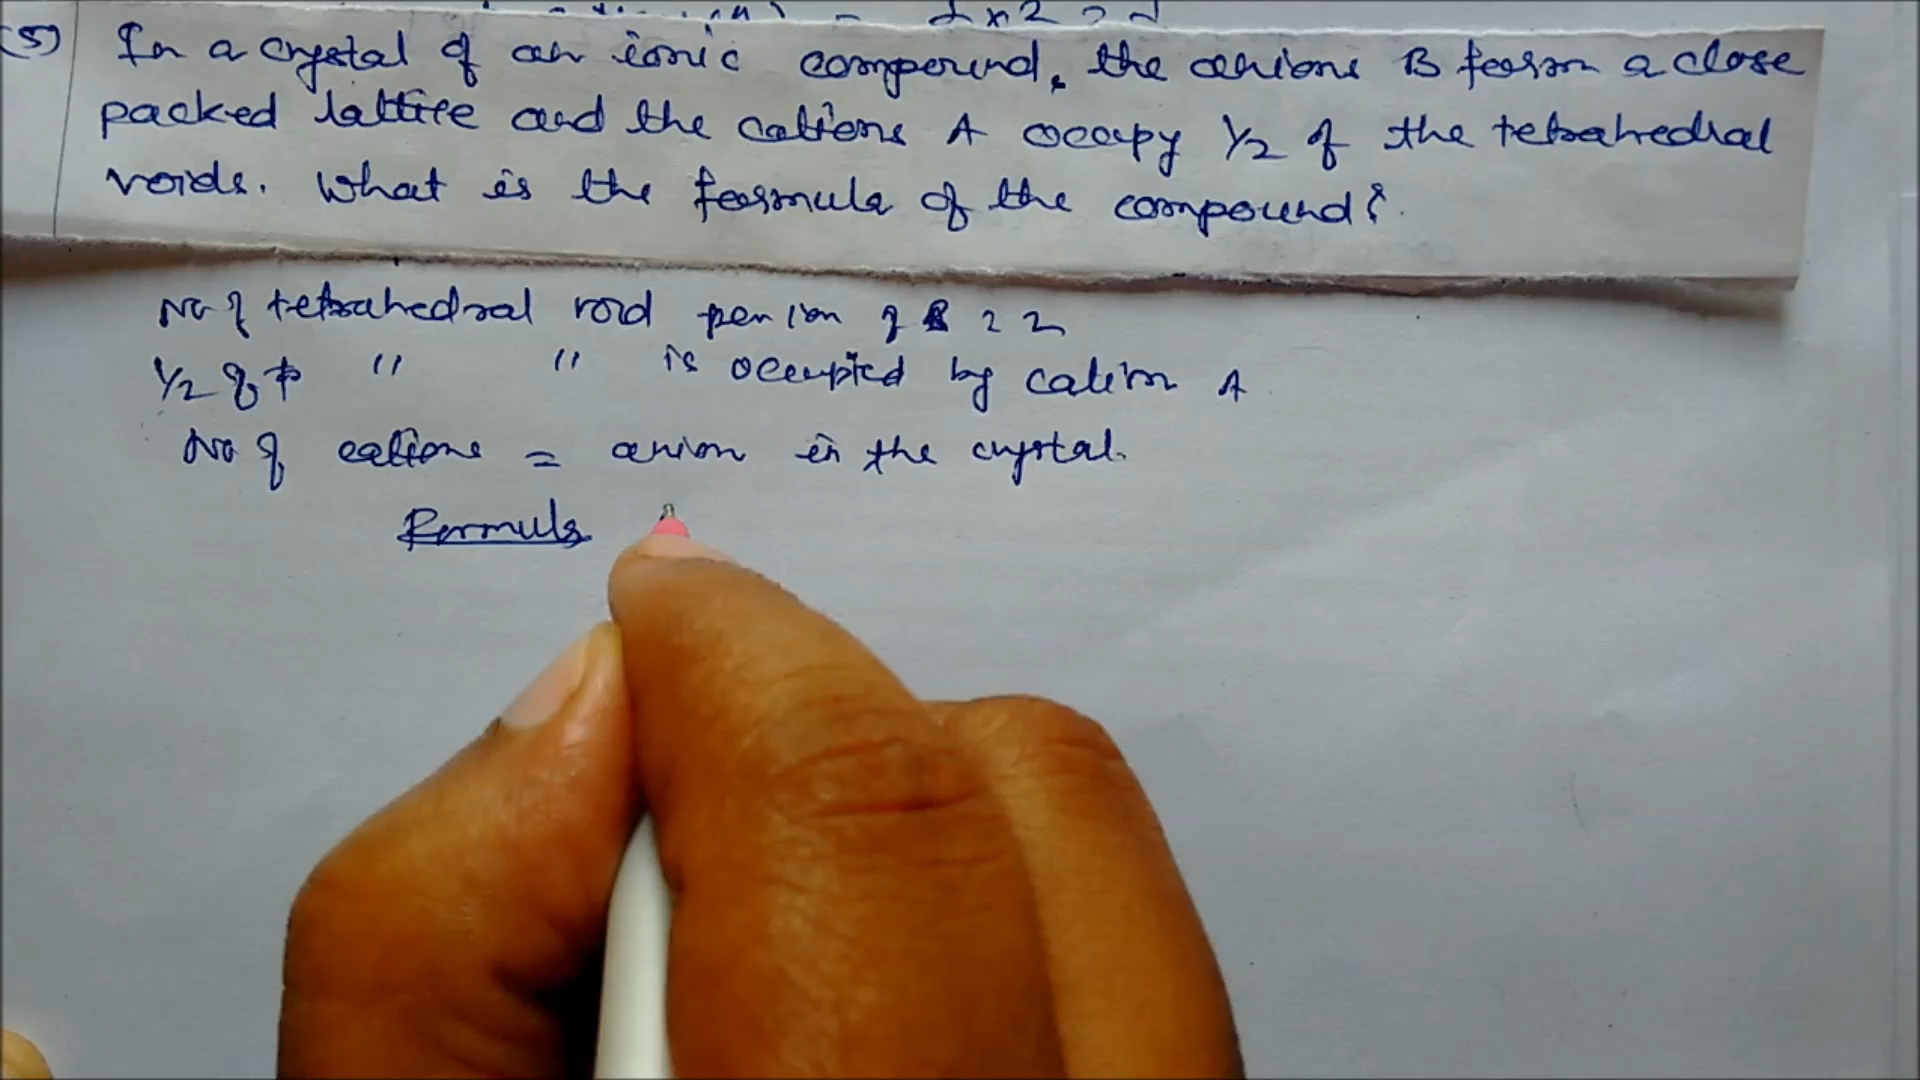 (5) In a crystal of an ionic compound, the anions B form a close
packed lattice and the cations A occupy 1/2 of the tetrahedral
voids. What is the formula of the compound?
No of tetrahedral void per ion of B = 2
1/2 of " " is occupied by cation A
No of cations = anion in the crystal.
Formula